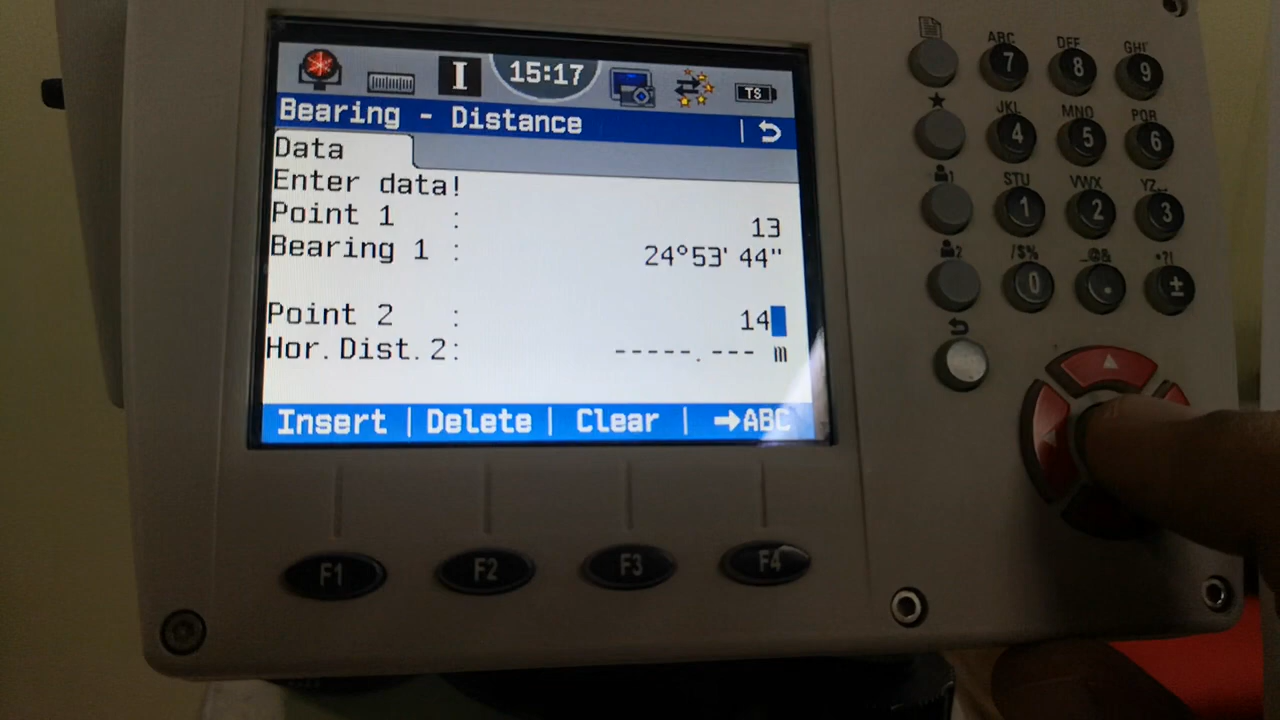 I 15:17 TS
Bearing - Distance
Data
Enter data!
Point 1 : 13
Bearing 1 : 24°53' 44"
Point 2 : 14
Hor.Dist.2: -----.--- m
Insert | Delete | Clear | →ABC
F1 F2 F3 F4
ABC DEF GHI
7 8 9
JKL MNO PQR
4 5 6
1 STU VWX YZ
1 2 3
2 /$% _@& *?!
0 . ±